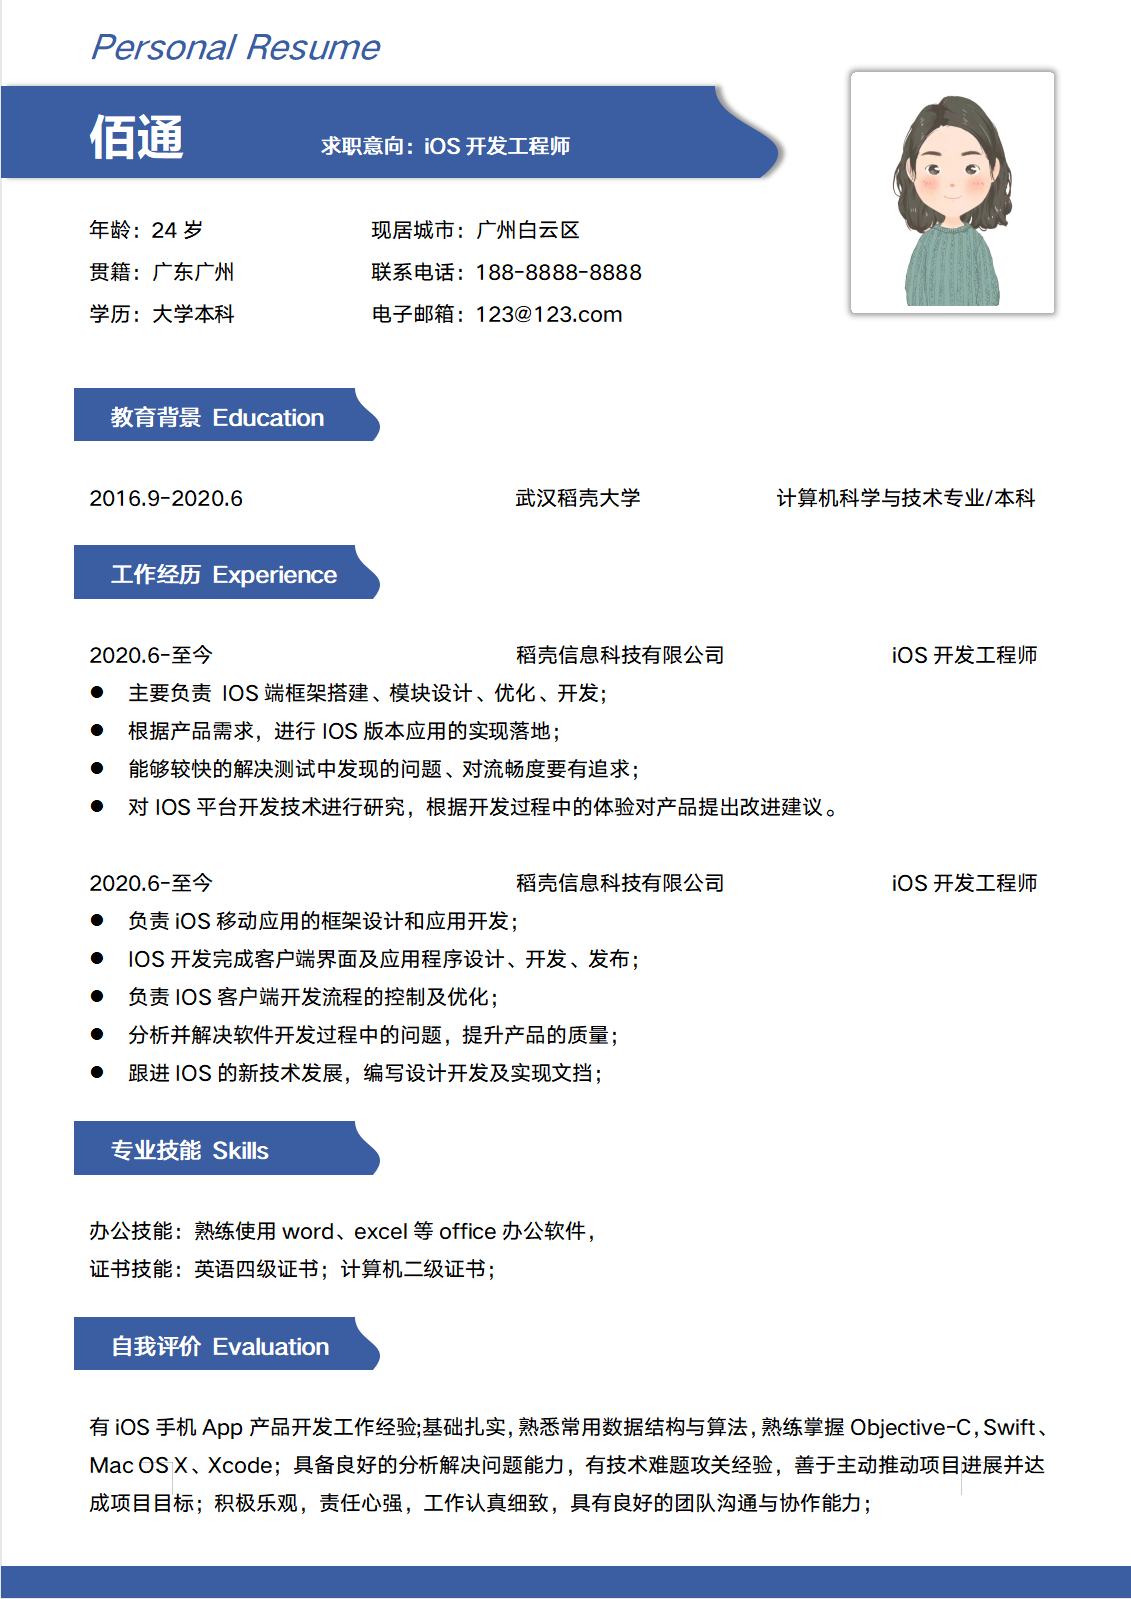 Personal Resume
佰通 求职意向：iOS 开发工程师
年龄：24 岁 现居城市：广州白云区
贯籍：广东广州 联系电话：188-8888-8888
学历：大学本科 电子邮箱：123@123.com
教育背景 Education
2016.9-2020.6 武汉稻壳大学 计算机科学与技术专业/本科
工作经历 Experience
2020.6-至今 稻壳信息科技有限公司 iOS 开发工程师
● 主要负责 IOS 端框架搭建、模块设计、优化、开发；
● 根据产品需求，进行 IOS 版本应用的实现落地；
● 能够较快的解决测试中发现的问题、对流畅度要有追求；
● 对 IOS 平台开发技术进行研究，根据开发过程中的体验对产品提出改进建议。
2020.6-至今 稻壳信息科技有限公司 iOS 开发工程师
● 负责 iOS 移动应用的框架设计和应用开发；
● IOS 开发完成客户端界面及应用程序设计、开发、发布；
● 负责 IOS 客户端开发流程的控制及优化；
● 分析并解决软件开发过程中的问题，提升产品的质量；
● 跟进 IOS 的新技术发展，编写设计开发及实现文挡；
专业技能 Skills
办公技能：熟练使用 word、excel 等 office 办公软件，
证书技能：英语四级证书；计算机二级证书；
自我评价 Evaluation
有 iOS 手机 App 产品开发工作经验;基础扎实，熟悉常用数据结构与算法，熟练掌握 Objective-C，Swift、
Mac OS X、Xcode；具备良好的分析解决问题能力，有技术难题攻关经验，善于主动推动项目进展并达
成项目目标；积极乐观，责任心强，工作认真细致，具有良好的团队沟通与协作能力；